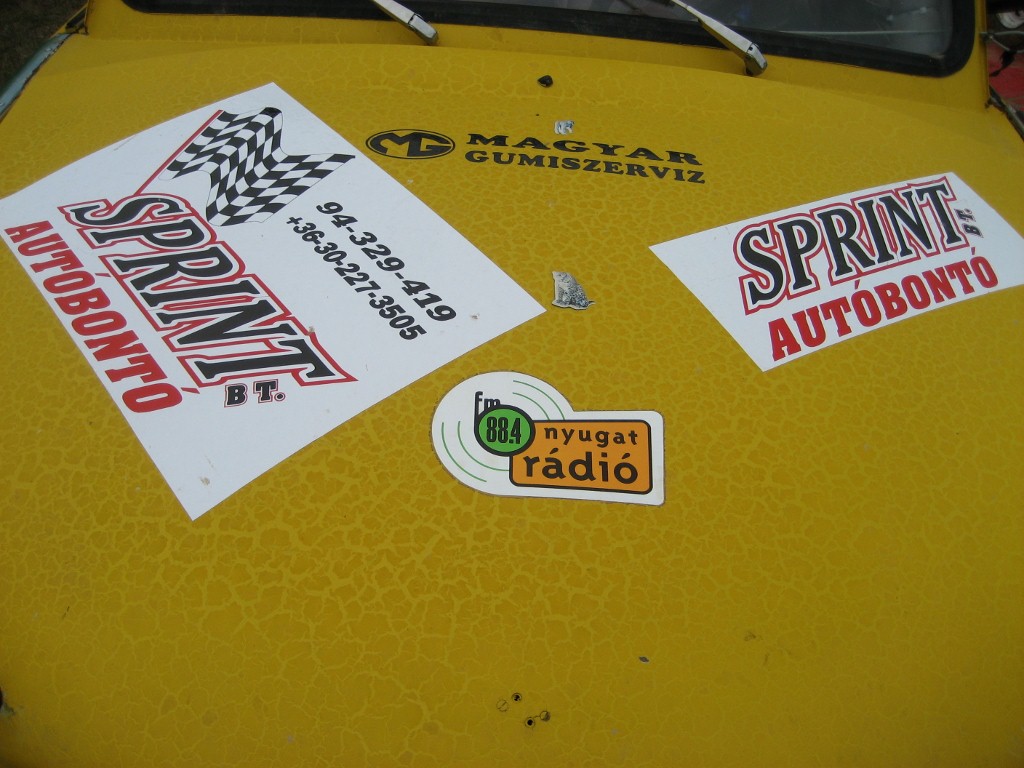 MG MAGYAR
GUMISZERVIZ
94-329-419
+36-30-227-3505
SPRINT
BT.
AUTÓBONTÓ
SPRINT BT.
AUTÓBONTÓ
fm
88.4
nyugat
rádió